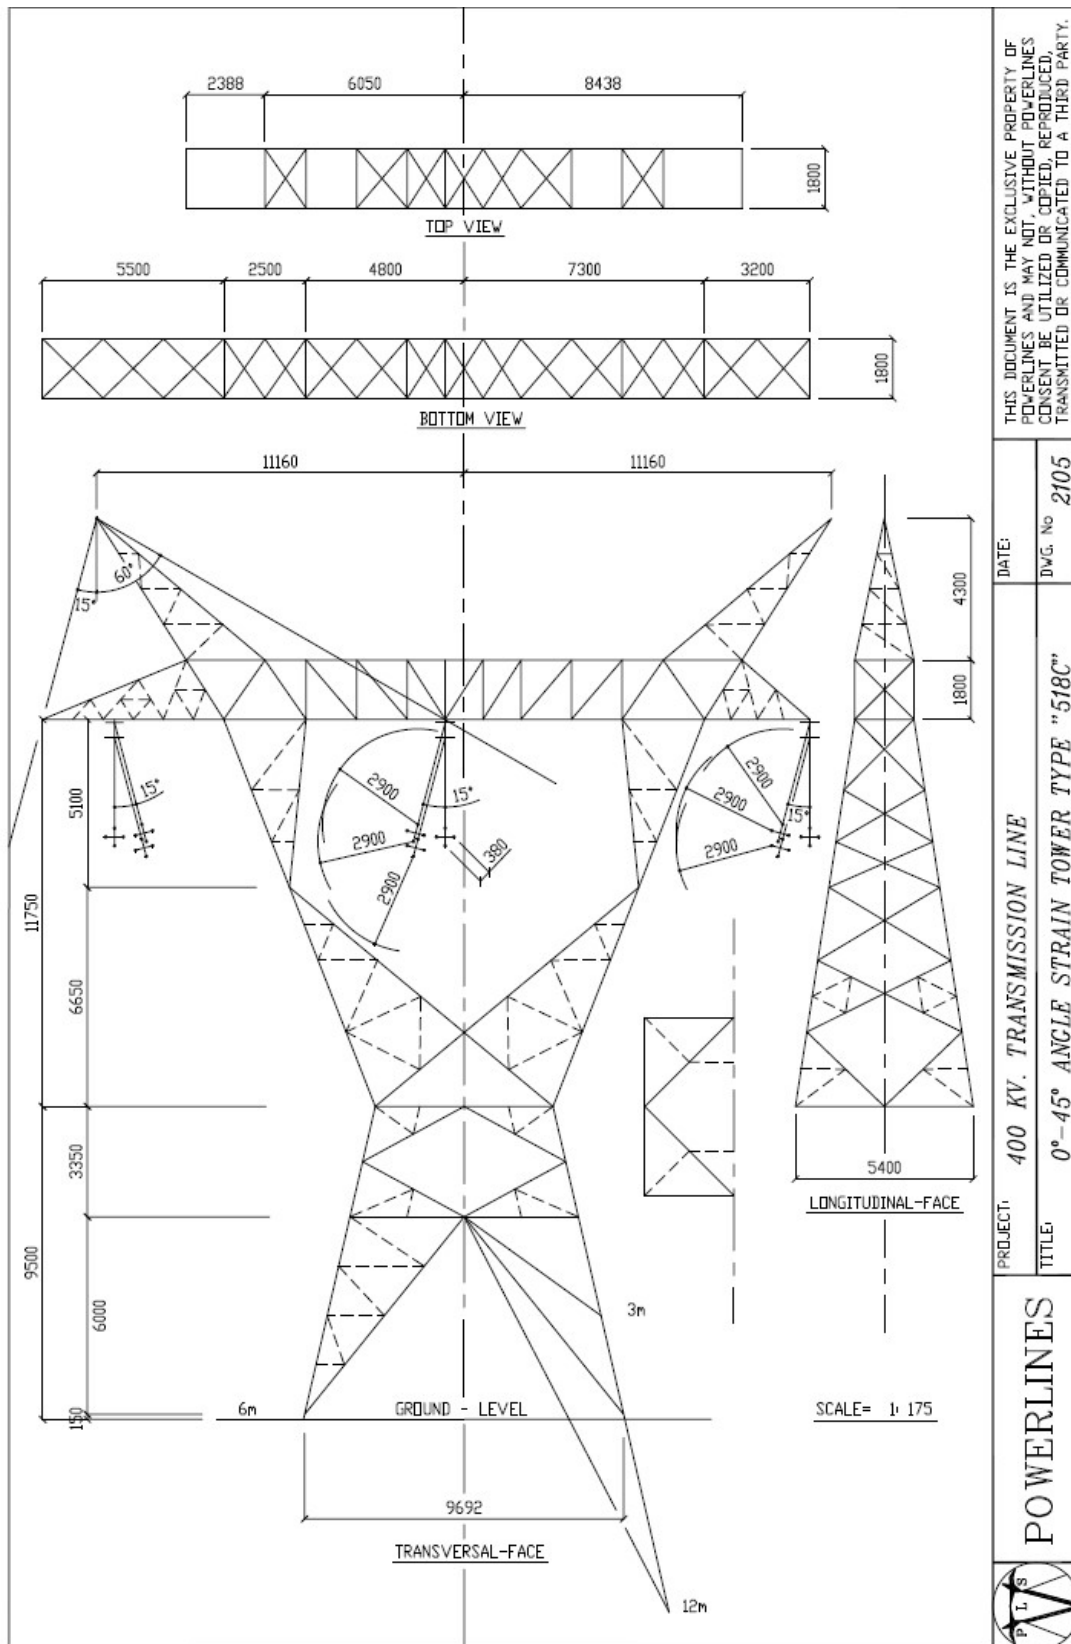 2388
6050
8438
1800
TOP VIEW
5500
2500
4800
7300
3200
1800
BOTTOM VIEW
11160
11160
60°
15°
4300
1800
5100
15°
2900
2900
2900
15°
380
2900
2900
2900
15°
11750
6650
3350
5400
LONGITUDINAL-FACE
9500
6000
3m
150
6m
GROUND - LEVEL
SCALE= 1: 175
9692
TRANSVERSAL-FACE
12m
THIS DOCUMENT IS THE EXCLUSIVE PROPERTY OF
POWERLINES AND MAY NOT, WITHOUT POWERLINES
CONSENT BE UTILIZED OR COPIED, REPRODUCED,
TRANSMITTED OR COMMUNICATED TO A THIRD PARTY.
DATE:
DWG. No 2105
PROJECT: 400 KV. TRANSMISSION LINE
TITLE: 0°-45° ANGLE STRAIN TOWER TYPE "518C"
POWERLINES
P L S